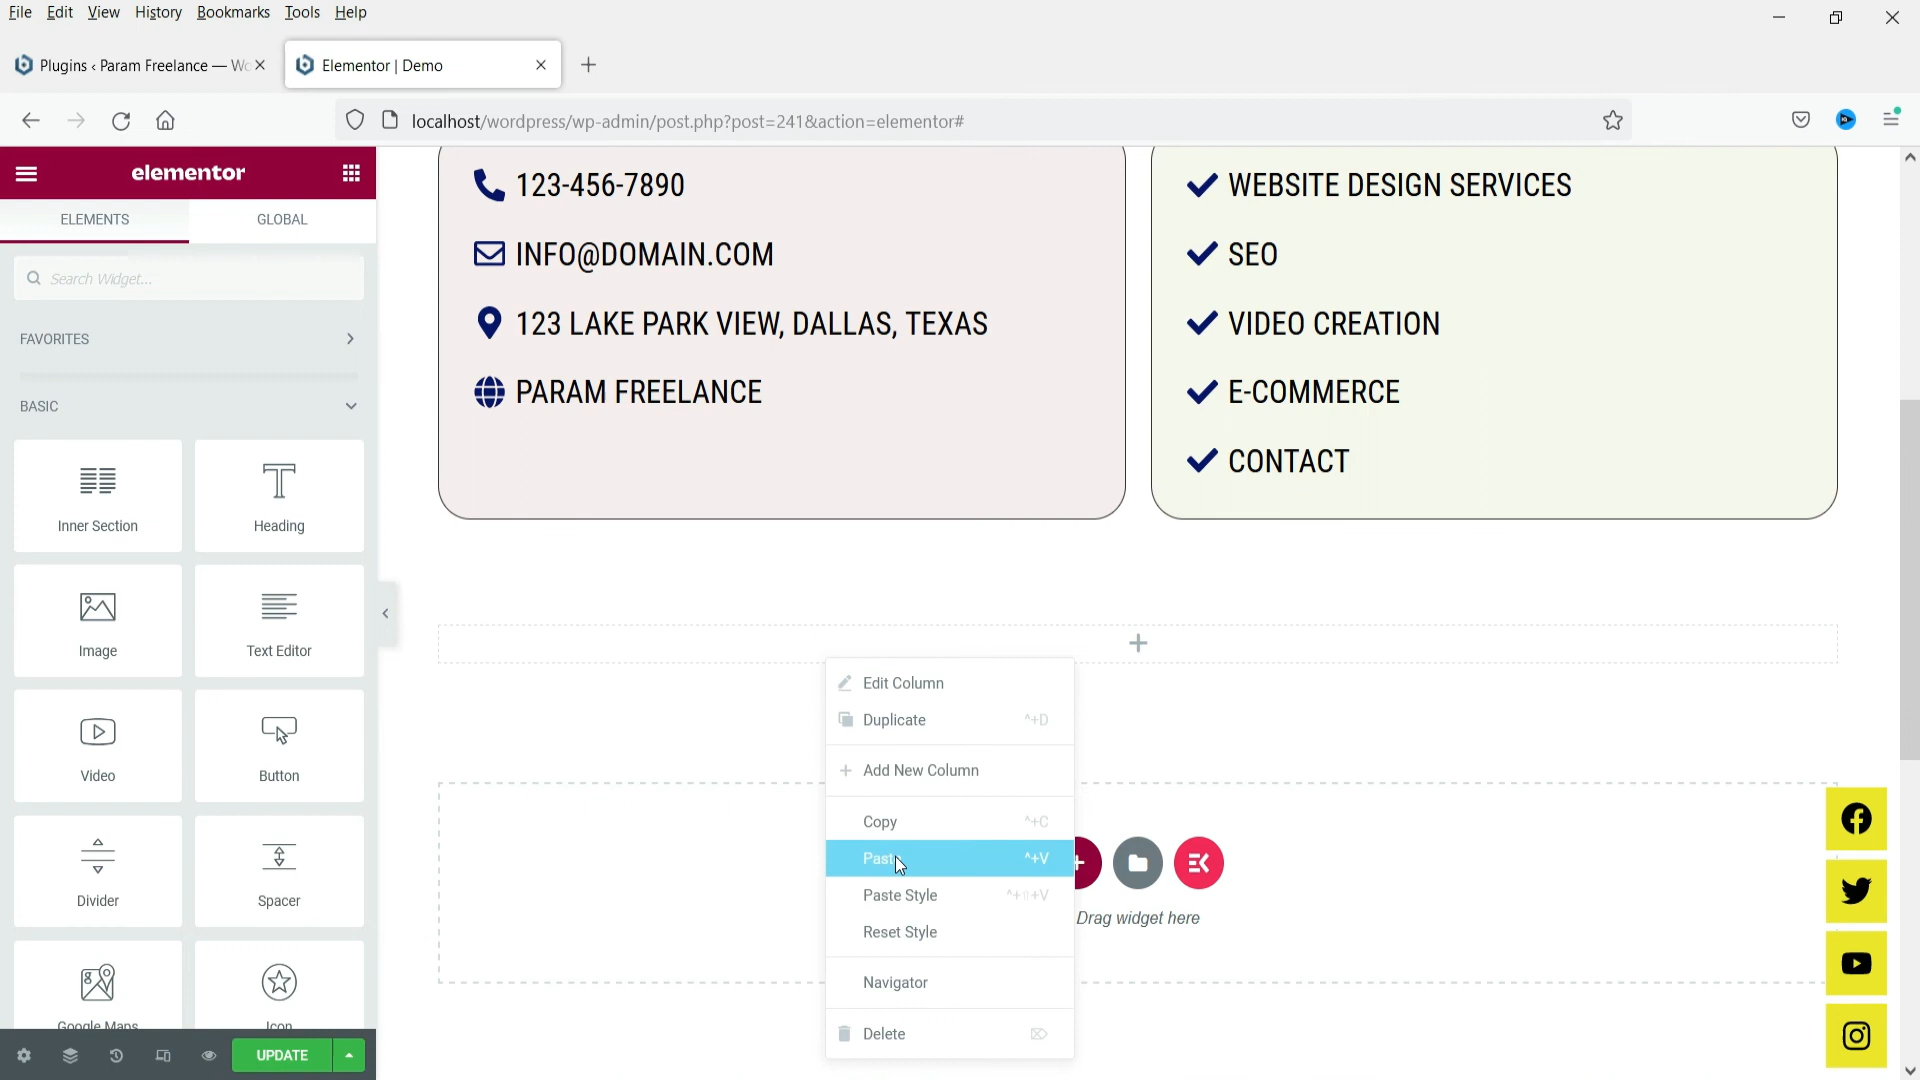 File Edit View History Bookmarks Tools Help
Plugins ‹ Param Freelance — Wo
Elementor | Demo
localhost/wordpress/wp-admin/post.php?post=241&action=elementor#
elementor
ELEMENTS GLOBAL
Search Widget...
FAVORITES
BASIC
Inner Section
Heading
Image
Text Editor
Video
Button
Divider
Spacer
Google Maps
Icon
UPDATE
123-456-7890
INFO@DOMAIN.COM
123 LAKE PARK VIEW, DALLAS, TEXAS
PARAM FREELANCE
WEBSITE DESIGN SERVICES
SEO
VIDEO CREATION
E-COMMERCE
CONTACT
Edit Column
Duplicate ^+D
Add New Column
Copy ^+C
Paste ^+V
Paste Style ^+⇧+V
Reset Style
Navigator
Delete ⌦
Drag widget here